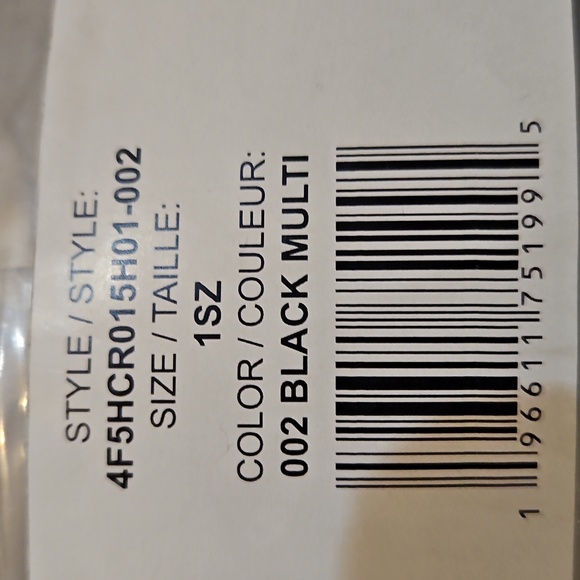 STYLE / STYLE:
4F5HCR015H01-002
SIZE / TAILLE:
1SZ
COLOR / COULEUR:
002 BLACK MULTI
1 96611 75199 5